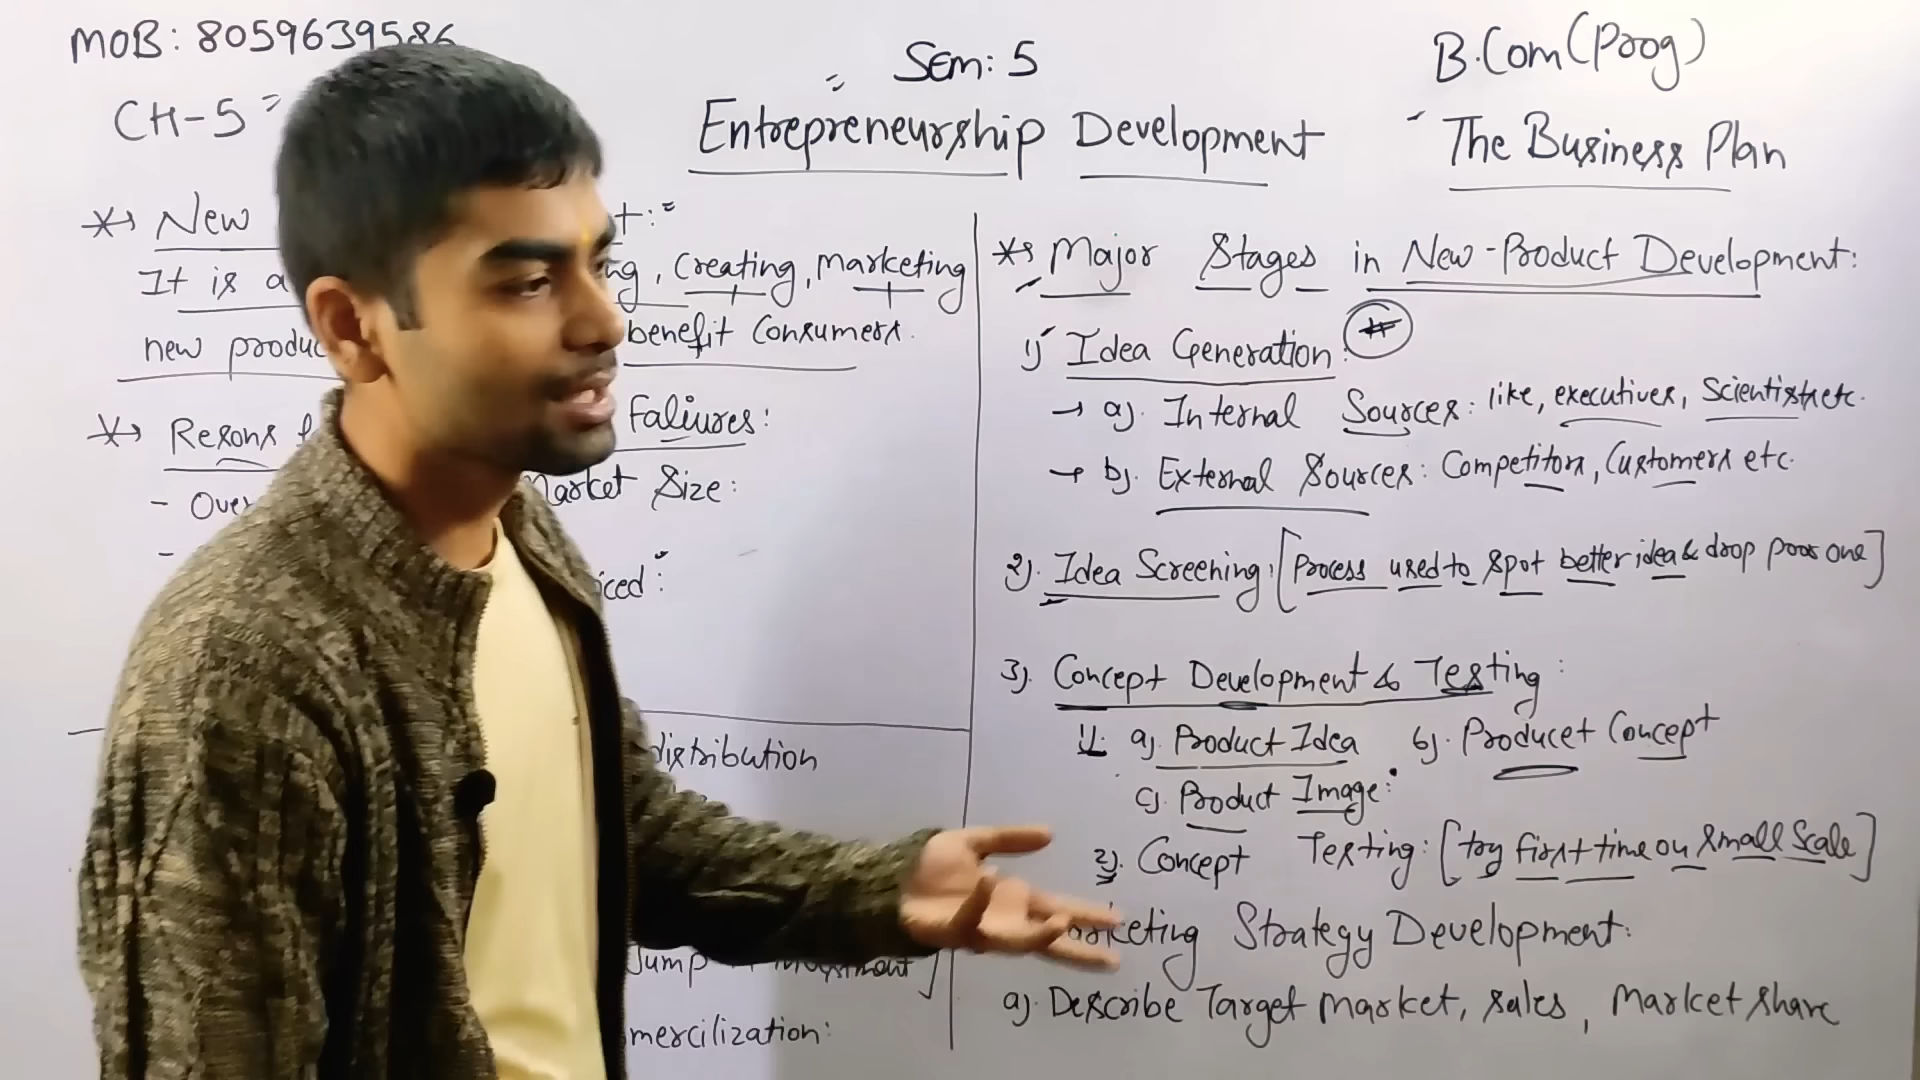 MOB: 8059639586
Sem: 5
B.Com(Prog)
CH-5
Entrepreneurship Development
The Business Plan
New
It is a
, Creating, Marketing
new produc
benefit Consumers.
Resons
Faliures:
Over
Market Size:
iced:
distribution
Jump
mercilization:
Major Stages in New-Product Development:
1) Idea Generation:
→ a). Internal Sources: like, executives, Scientists etc.
→ b). External Sources: Competitors, Customers etc.
2). Idea Screening: [Process used to spot better idea & drop poor one]
3). Concept Development & Testing:
1). a). Product Idea b). Producet Concept
c). Product Image:
2). Concept Testing: [try first time on small Scale]
arketing Strategy Development:
a). Describe Target market, sales, Market share